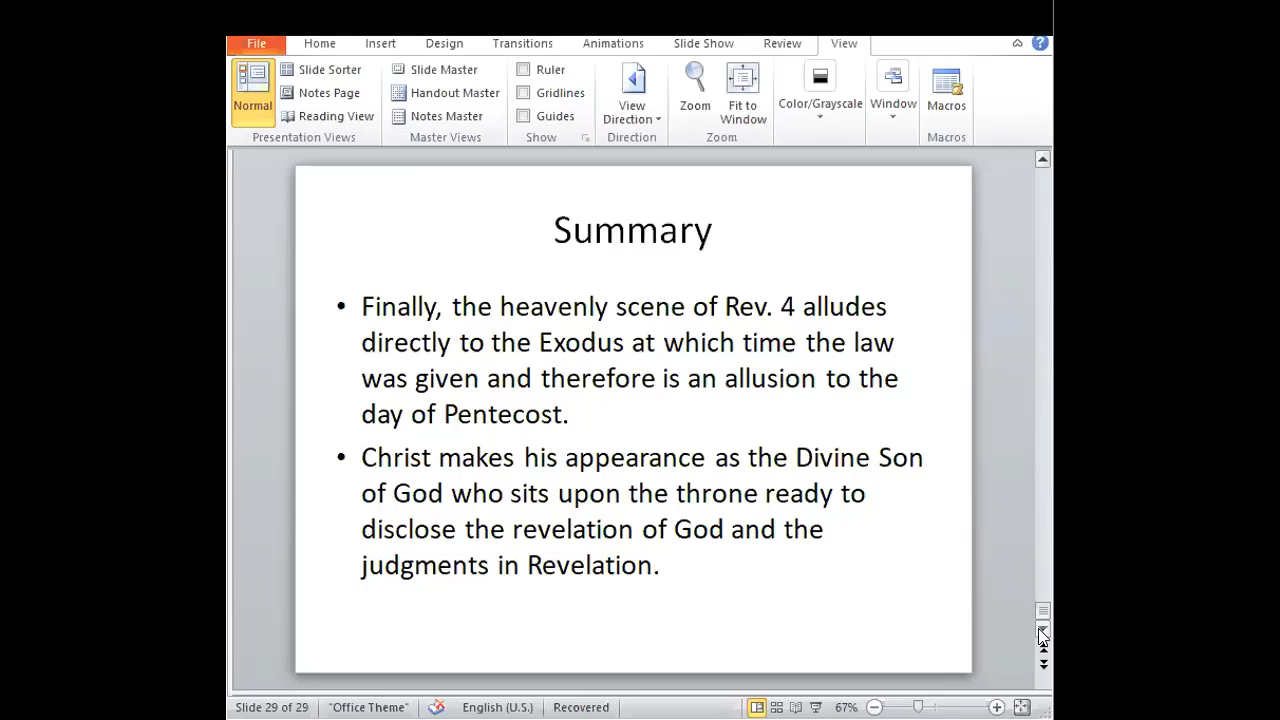 File Home Insert Design Transitions Animations Slide Show Review View
Normal
Slide Sorter
Notes Page
Reading View
Presentation Views
Slide Master
Handout Master
Notes Master
Master Views
Ruler
Gridlines
Guides
Show
View
Direction
Direction
Zoom
Fit to
Window
Zoom
Color/Grayscale
Window
Macros
Macros
Summary
• Finally, the heavenly scene of Rev. 4 alludes
directly to the Exodus at which time the law
was given and therefore is an allusion to the
day of Pentecost.
• Christ makes his appearance as the Divine Son
of God who sits upon the throne ready to
disclose the revelation of God and the
judgments in Revelation.
Slide 29 of 29 "Office Theme" English (U.S.) Recovered 67%